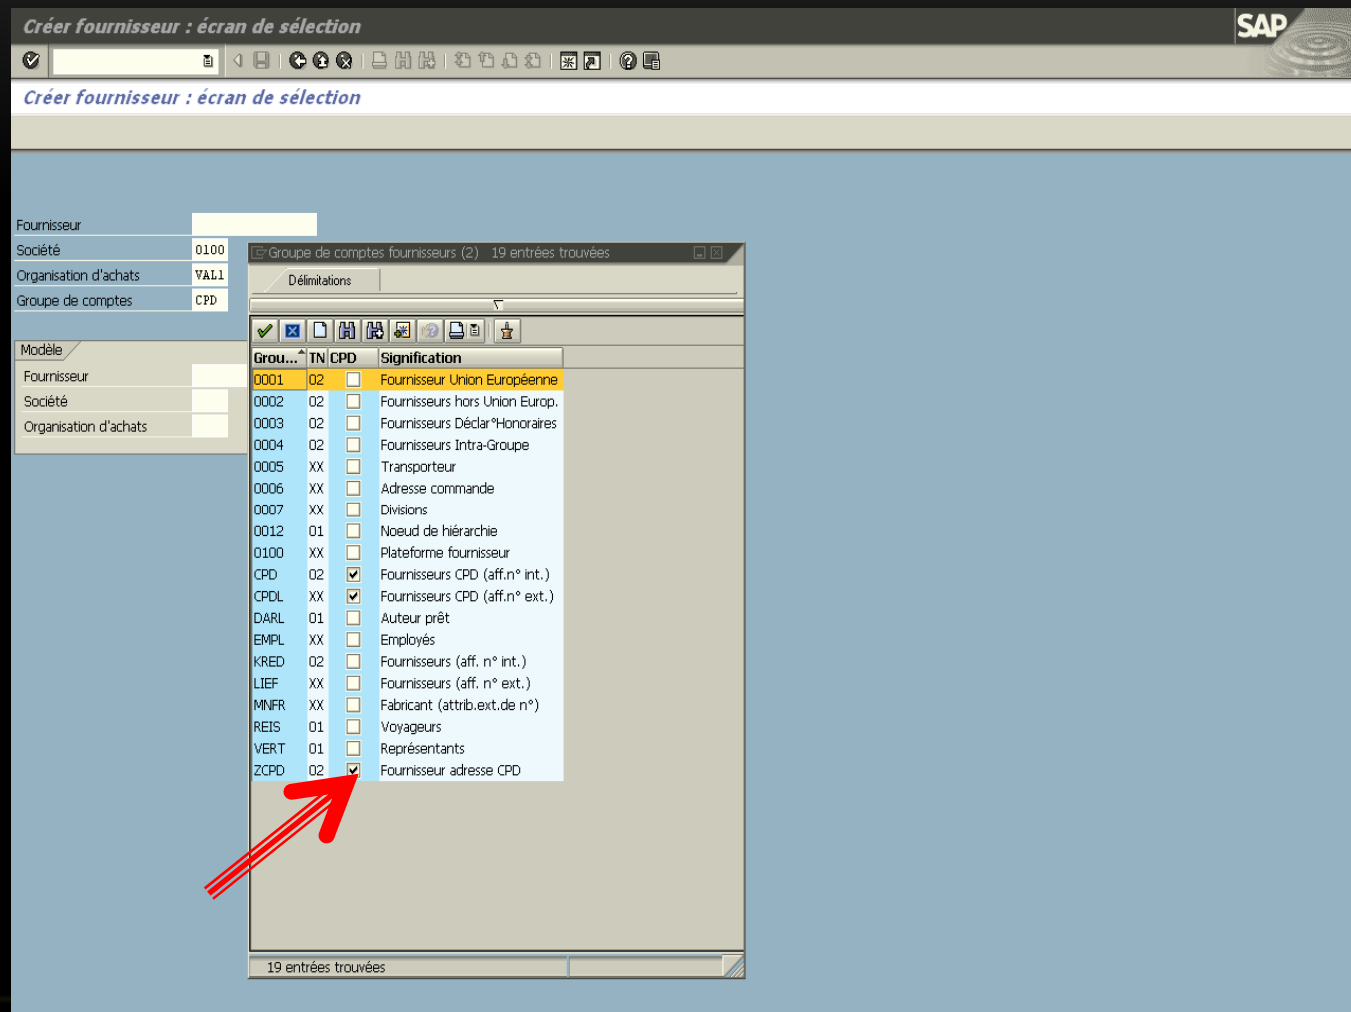 Créer fournisseur : écran de sélection
SAP
Créer fournisseur : écran de sélection
Fournisseur
Société 0100
Organisation d'achats VAL1
Groupe de comptes CPD
Modèle
Fournisseur
Société
Organisation d'achats
Groupe de comptes fournisseurs (2) 19 entrées trouvées
Délimitations
Grou... TN CPD Signification
0001 02 Fournisseur Union Européenne
0002 02 Fournisseurs hors Union Europ.
0003 02 Fournisseurs Déclar°Honoraires
0004 02 Fournisseurs Intra-Groupe
0005 XX Transporteur
0006 XX Adresse commande
0007 XX Divisions
0012 01 Noeud de hiérarchie
0100 XX Plateforme fournisseur
CPD 02 Fournisseurs CPD (aff.n° int.)
CPDL XX Fournisseurs CPD (aff.n° ext.)
DARL 01 Auteur prêt
EMPL XX Employés
KRED 02 Fournisseurs (aff. n° int.)
LIEF XX Fournisseurs (aff. n° ext.)
MNFR XX Fabricant (attrib.ext.de n°)
REIS 01 Voyageurs
VERT 01 Représentants
ZCPD 02 Fournisseur adresse CPD
19 entrées trouvées